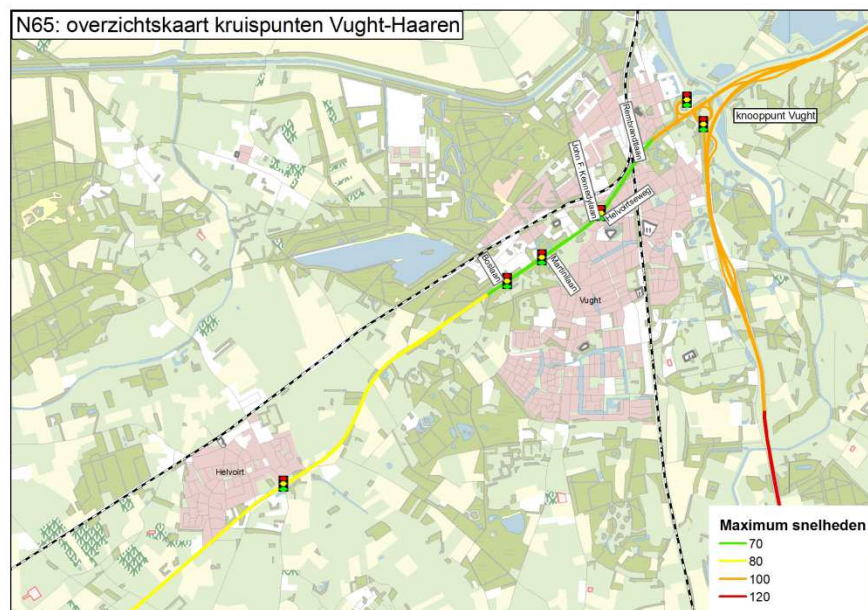 N65: overzichtskaart kruispunten Vught-Haaren
knooppunt Vught
Rembrandtlaan
John F. Kennedylaan
Helvoirtseweg
Boslaan
Martinilaan
Vught
Helvoirt
Maximum snelheden
70
80
100
120